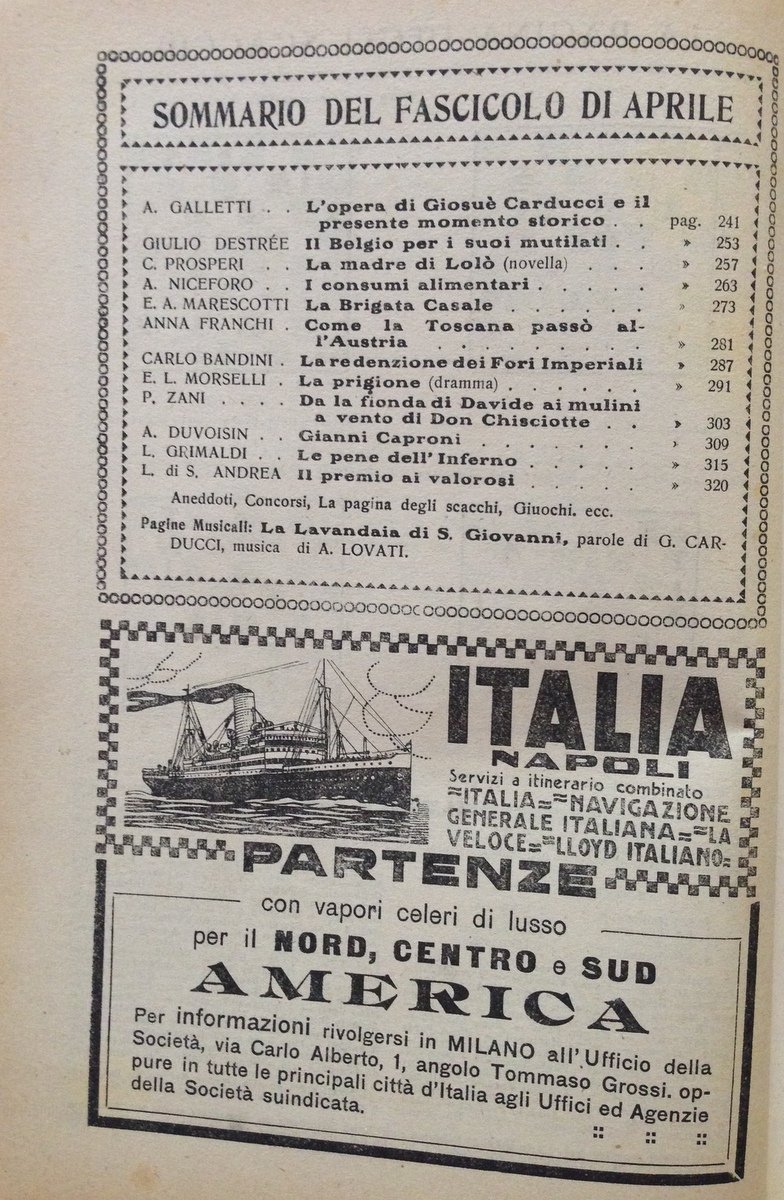 SOMMARIO DEL FASCICOLO DI APRILE
A. GALLETTI . . L'opera di Giosuè Carducci e il
presente momento storico . . pag. 241
GIULIO DESTRÉE Il Belgio per i suoi mutilati . . » 253
C. PROSPERI . . La madre di Lolò (novella) . . . » 257
A. NICEFORO . . I consumi alimentari . . . . . » 263
E. A. MARESCOTTI La Brigata Casale . . . . . . » 273
ANNA FRANCHI . Come la Toscana passò al-
l'Austria . . . . . . . . . » 281
CARLO BANDINI . La redenzione dei Fori Imperiali » 287
E. L. MORSELLI . La prigione (dramma) . . . . . . » 291
P. ZANI . . . . Da la fionda di Davide ai mulini
a vento di Don Chisciotte . . » 303
A. DUVOISIN . . Gianni Caproni . . . . . . . » 309
L. GRIMALDI . . Le pene dell'Inferno . . . . . » 315
L. di S. ANDREA Il premio ai valorosi . . . . . » 320
Aneddoti, Concorsi, La pagina degli scacchi, Giuochi. ecc.
Pagine Musicali: La Lavandaia di S. Giovanni, parole di G. CAR-
DUCCI, musica di A. LOVATI.
ITALIA
NAPOLI
Servizi a itinerario combinato
=ITALIA=-=NAVIGAZIONE
GENERALE ITALIANA=-=LA
VELOCE=-=LLOYD ITALIANO=
PARTENZE
con vapori celeri di lusso
per il NORD, CENTRO e SUD
AMERICA
Per informazioni rivolgersi in MILANO all'Ufficio della
Società, via Carlo Alberto, 1, angolo Tommaso Grossi. op-
pure in tutte le principali città d'Italia agli Uffici ed Agenzie
della Società suindicata.